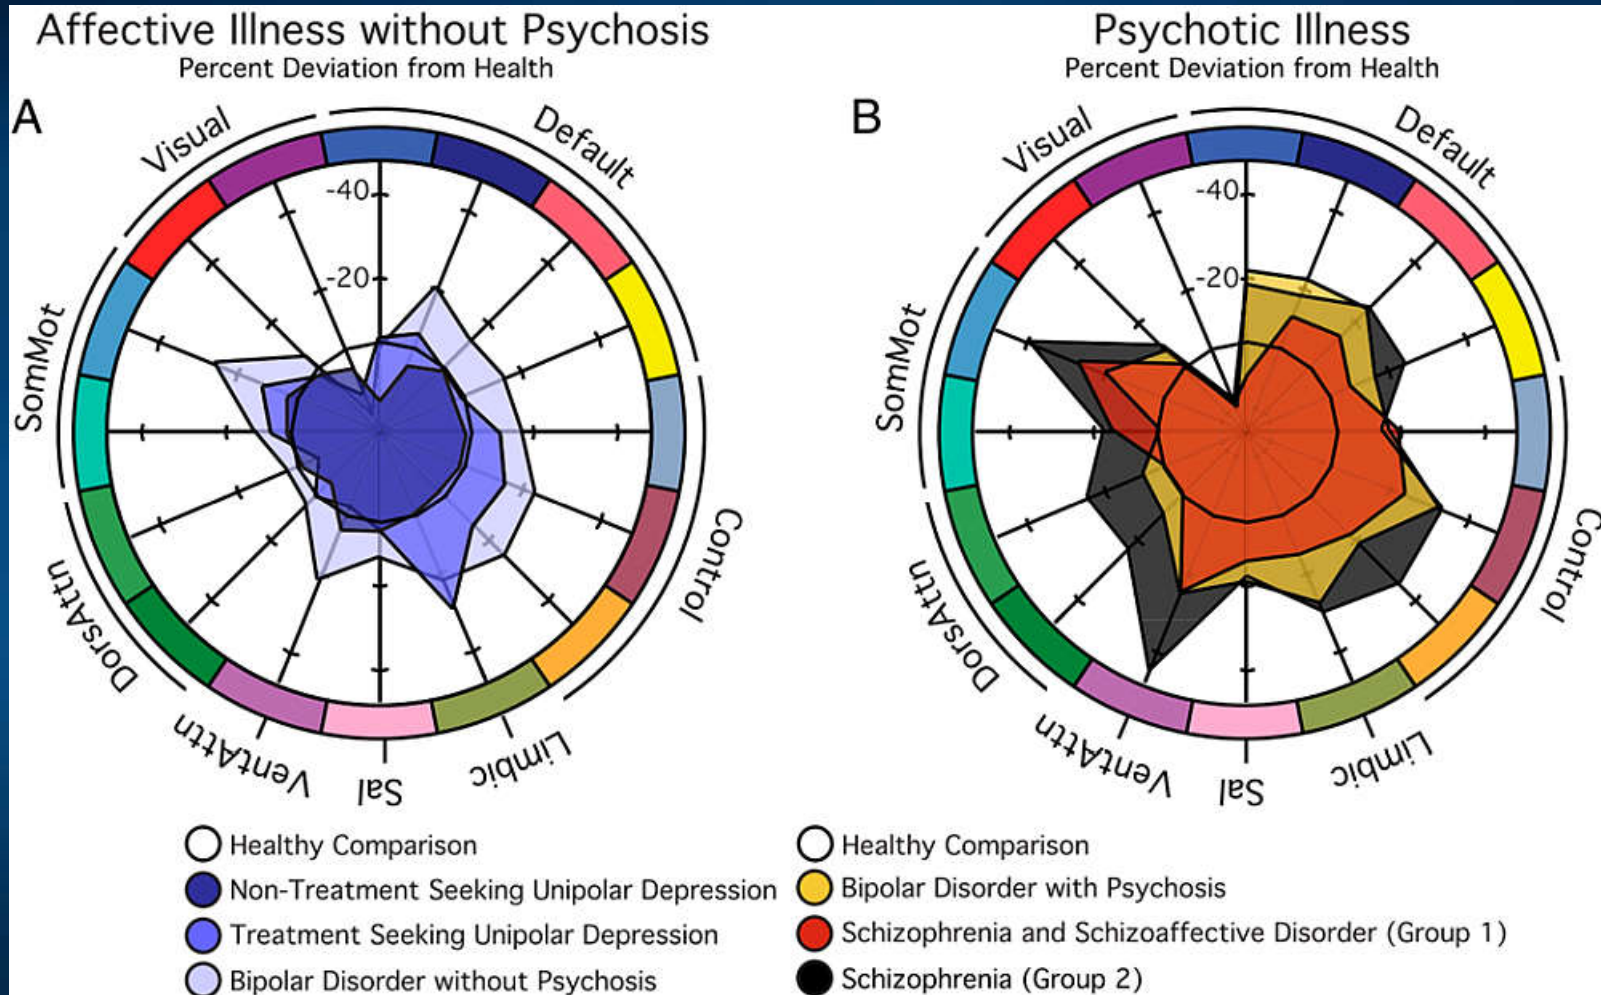 Affective Illness without Psychosis
Percent Deviation from Health
A
Visual
Default
-40
-20
SomMot
Control
DorsAttn
VentAttn
Sal
Limbic
Healthy Comparison
Non-Treatment Seeking Unipolar Depression
Treatment Seeking Unipolar Depression
Bipolar Disorder without Psychosis
Psychotic Illness
Percent Deviation from Health
B
Visual
Default
-40
-20
SomMot
Control
DorsAttn
VentAttn
Sal
Limbic
Healthy Comparison
Bipolar Disorder with Psychosis
Schizophrenia and Schizoaffective Disorder (Group 1)
Schizophrenia (Group 2)